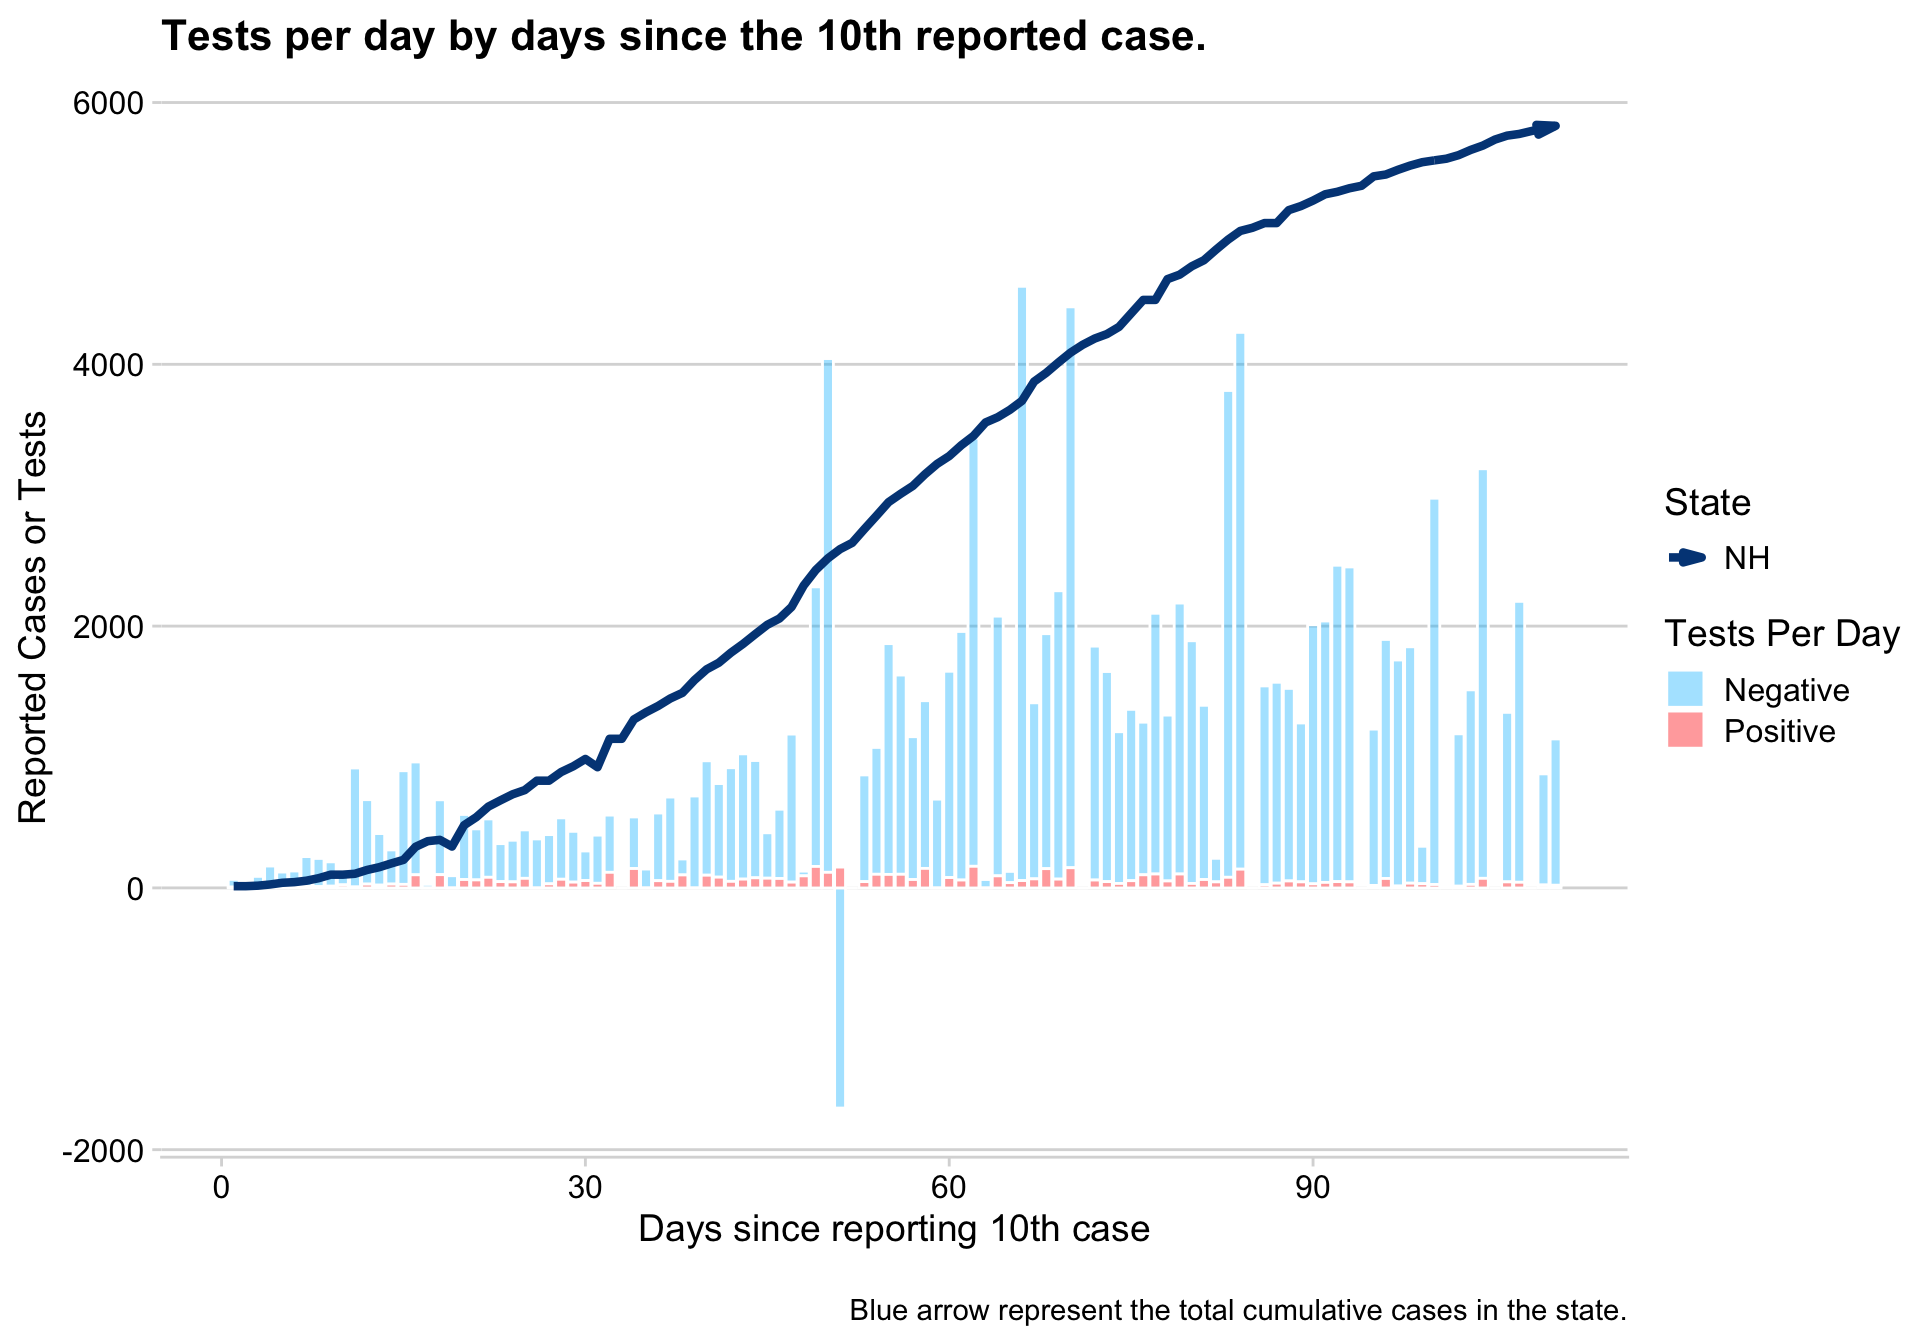 Tests per day by days since the 10th reported case.
6000
4000
2000
0
-2000
Reported Cases or Tests
0 30 60 90
Days since reporting 10th case
State
NH
Tests Per Day
Negative
Positive
Blue arrow represent the total cumulative cases in the state.